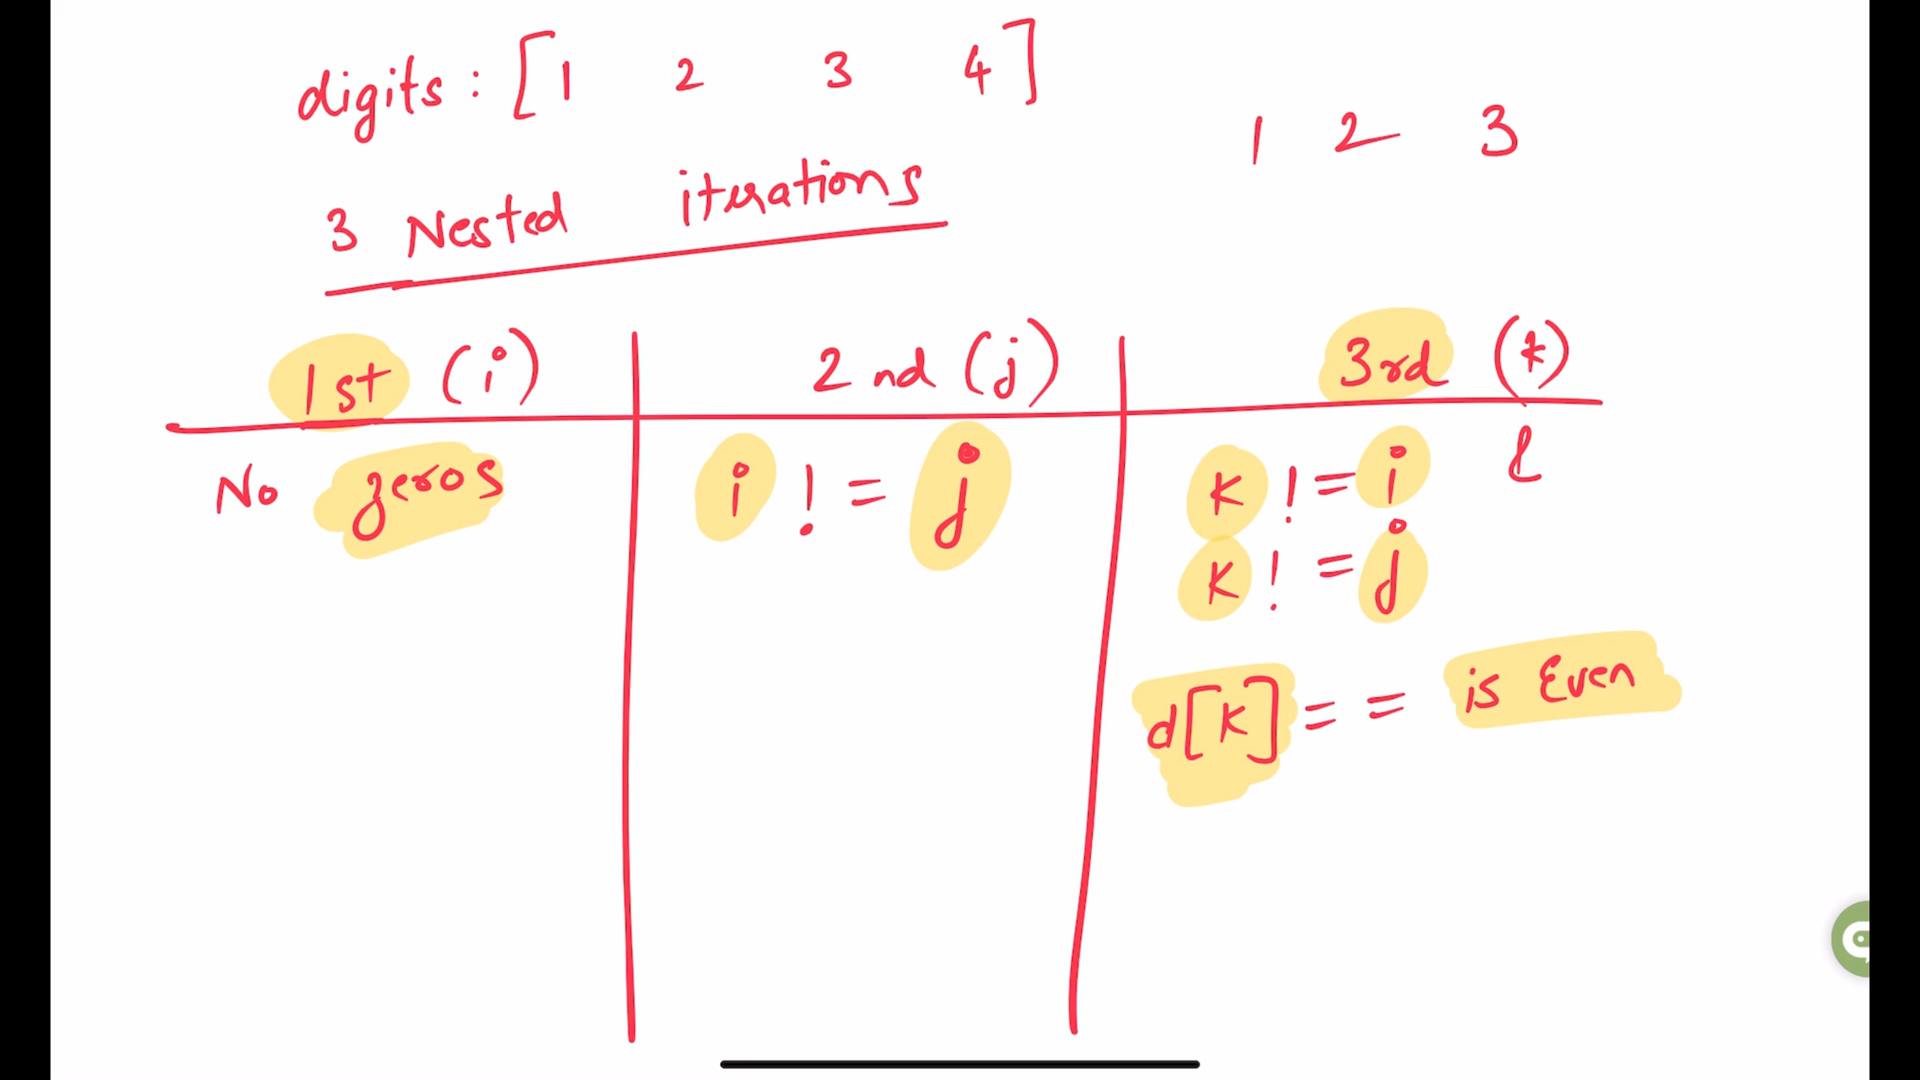 digits : [1 2 3 4]
1 2 3
3 Nested iterations
1st (i) 2nd (j) 3rd (k)
No zeros i != j k != i l
k != j
d[k] == is Even